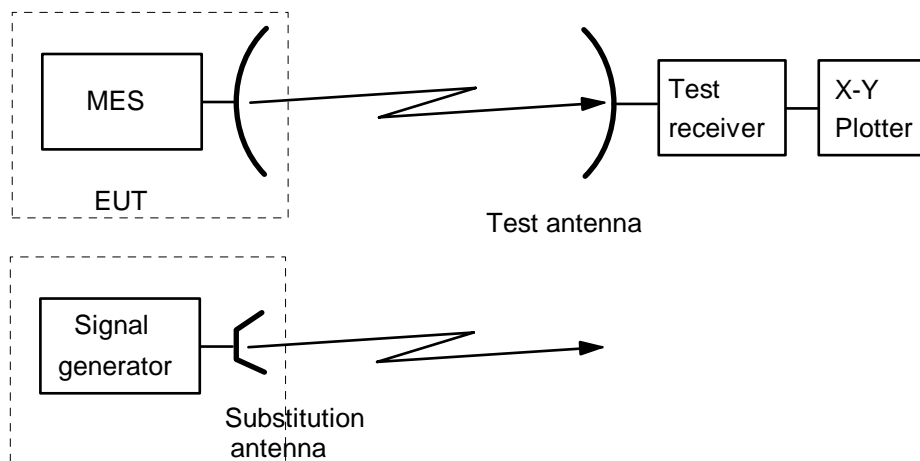 MES
EUT
Test
receiver
X-Y
Plotter
Test antenna
Signal
generator
Substitution
antenna